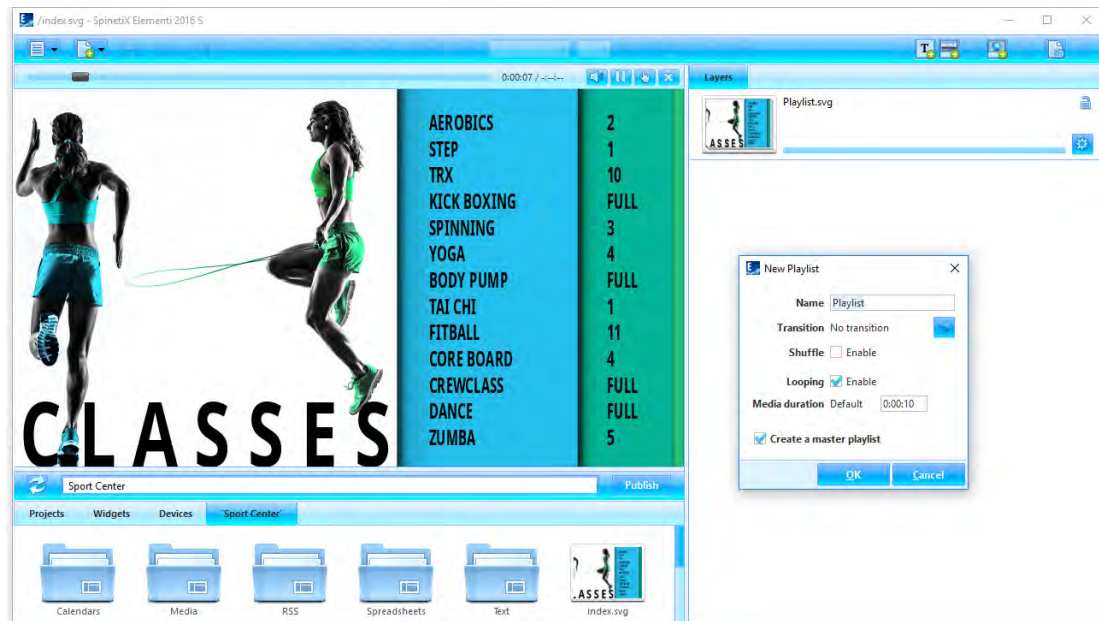 /index.svg - SpinetiX Elementi 2016 S
0:00:07 / -:--:--
Layers
Playlist.svg
AEROBICS 2
STEP 1
TRX 10
KICK BOXING FULL
SPINNING 3
YOGA 4
BODY PUMP FULL
TAI CHI 1
FITBALL 11
CORE BOARD 4
CREWCLASS FULL
DANCE FULL
ZUMBA 5
CLASSES
New Playlist
Name Playlist
Transition No transition
Shuffle Enable
Looping Enable
Media duration Default 0:00:10
Create a master playlist
OK Cancel
Sport Center Publish
Projects Widgets Devices 'Sport Center'
Calendars Media RSS Spreadsheets Text index.svg
.ASSES
.ASSES